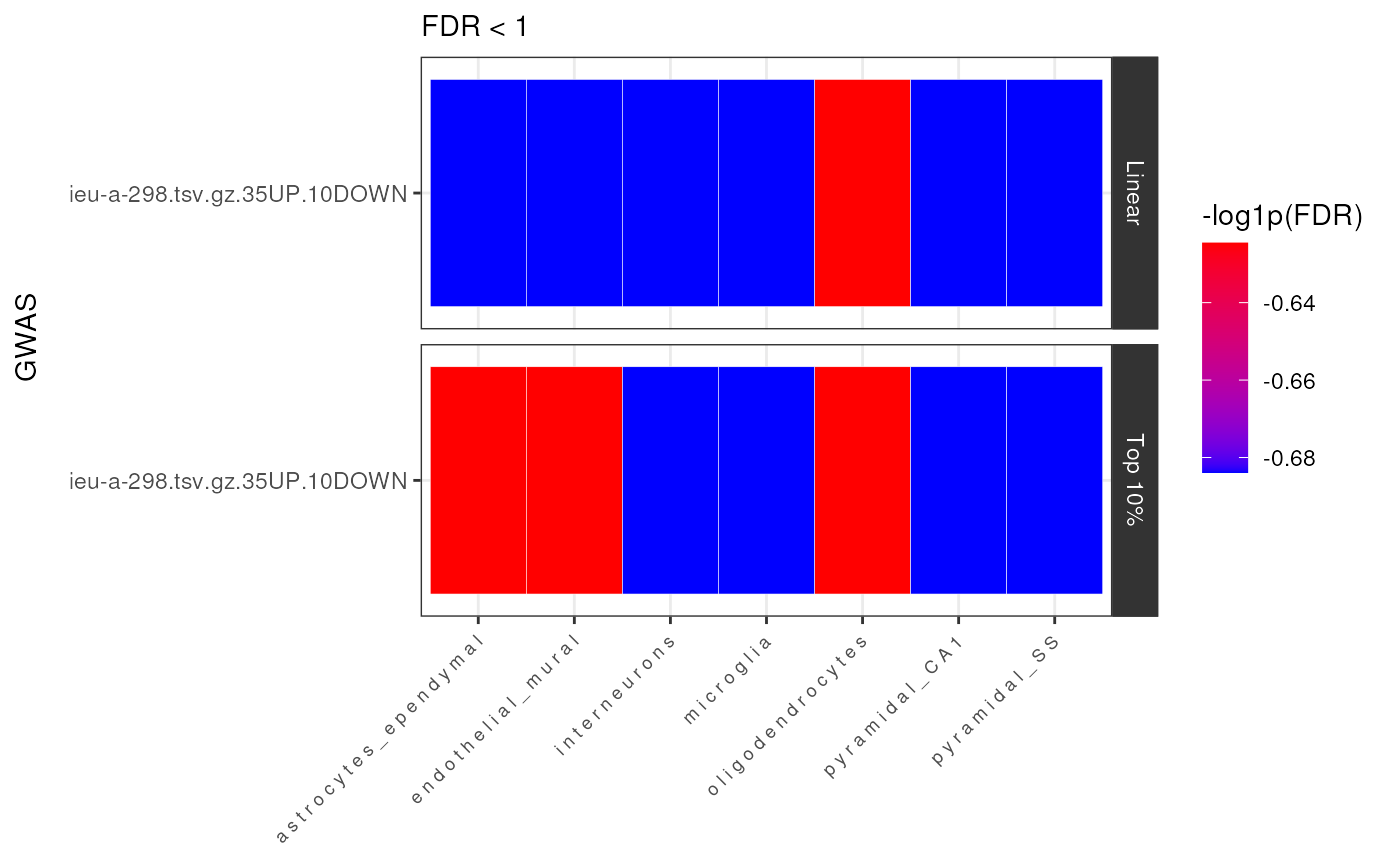 FDR < 1
GWAS
ieu-a-298.tsv.gz.35UP.10DOWN
Linear
ieu-a-298.tsv.gz.35UP.10DOWN
Top 10%
astrocytes_ependymal
endothelial_mural
interneurons
microglia
oligodendrocytes
pyramidal_CA1
pyramidal_SS
-log1p(FDR)
-0.64
-0.66
-0.68